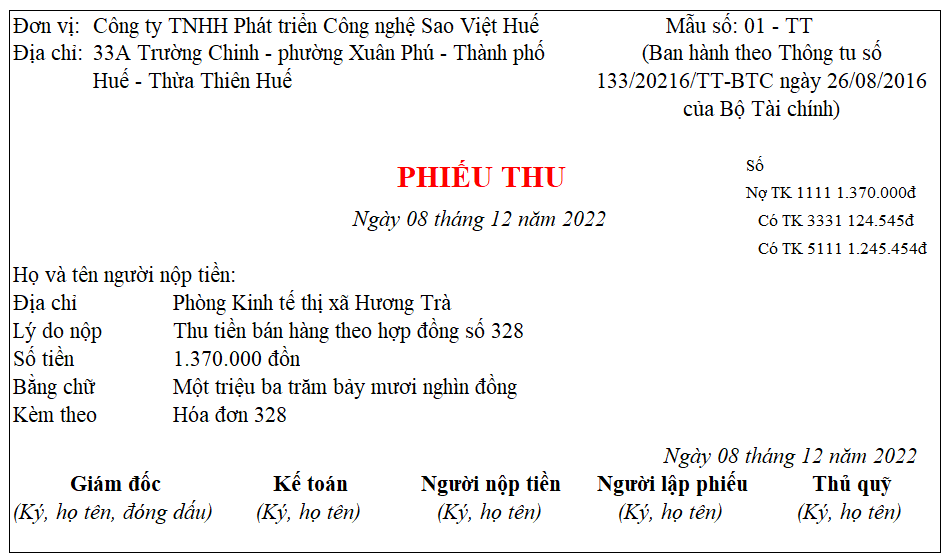 Đơn vị: Công ty TNHH Phát triển Công nghệ Sao Việt Huế
Mẫu số: 01 - TT
Địa chỉ: 33A Trường Chinh - phường Xuân Phú - Thành phố
Huế - Thừa Thiên Huế
(Ban hành theo Thông tu số
133/20216/TT-BTC ngày 26/08/2016
của Bộ Tài chính)
PHIẾU THU
Ngày 08 tháng 12 năm 2022
Số
Nợ TK 1111 1.370.000đ
Có TK 3331 124.545đ
Có TK 5111 1.245.454đ
Họ và tên người nộp tiền:
Địa chỉ Phòng Kinh tế thị xã Hương Trà
Lý do nộp Thu tiền bán hàng theo hợp đồng số 328
Số tiền 1.370.000 đồn
Bằng chữ Một triệu ba trăm bảy mươi nghìn đồng
Kèm theo Hóa đơn 328
Ngày 08 tháng 12 năm 2022
Giám đốc Kế toán Người nộp tiền Người lập phiếu Thủ quỹ
(Ký, họ tên, đóng dấu) (Ký, họ tên) (Ký, họ tên) (Ký, họ tên) (Ký, họ tên)